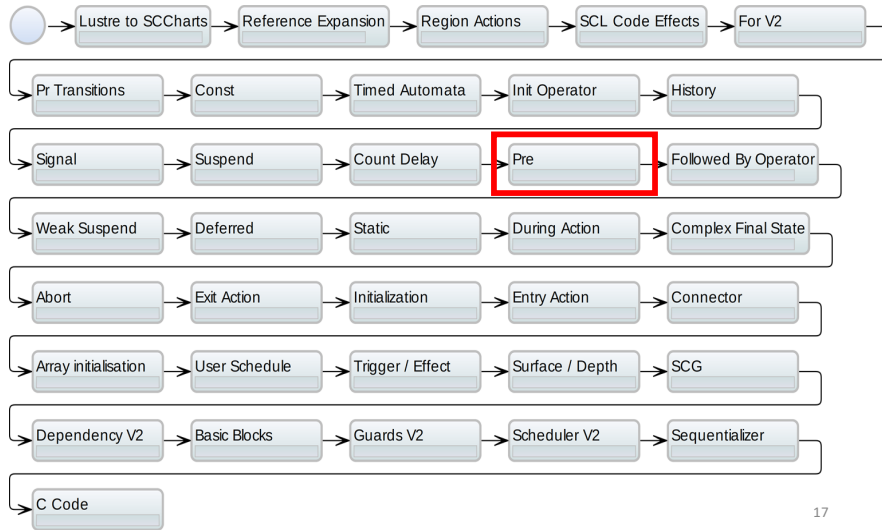 Lustre to SCCharts
Reference Expansion
Region Actions
SCL Code Effects
For V2
Pr Transitions
Const
Timed Automata
Init Operator
History
Signal
Suspend
Count Delay
Pre
Followed By Operator
Weak Suspend
Deferred
Static
During Action
Complex Final State
Abort
Exit Action
Initialization
Entry Action
Connector
Array initialisation
User Schedule
Trigger / Effect
Surface / Depth
SCG
Dependency V2
Basic Blocks
Guards V2
Scheduler V2
Sequentializer
C Code
17